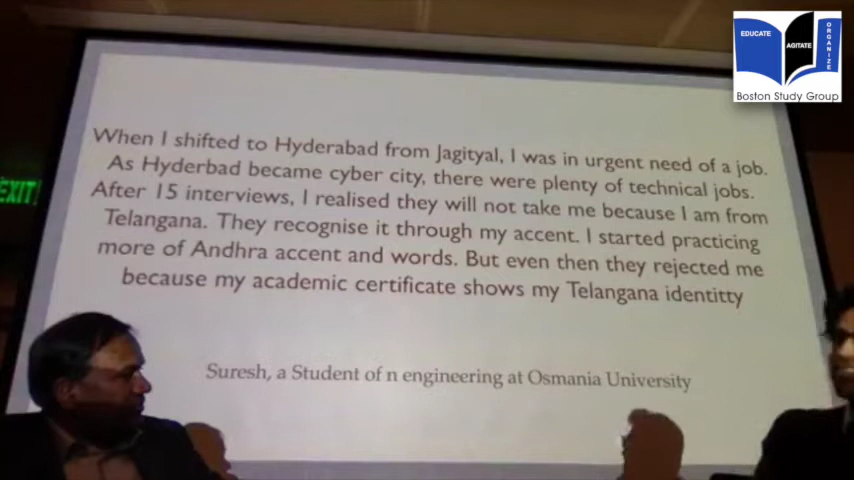 EDUCATE
AGITATE
ORGANIZE
Boston Study Group
EXIT
When I shifted to Hyderabad from Jagityal, I was in urgent need of a job.
As Hyderbad became cyber city, there were plenty of technical jobs.
After 15 interviews, I realised they will not take me because I am from
Telangana. They recognise it through my accent. I started practicing
more of Andhra accent and words. But even then they rejected me
because my academic certificate shows my Telangana identitty
Suresh, a Student of n engineering at Osmania University